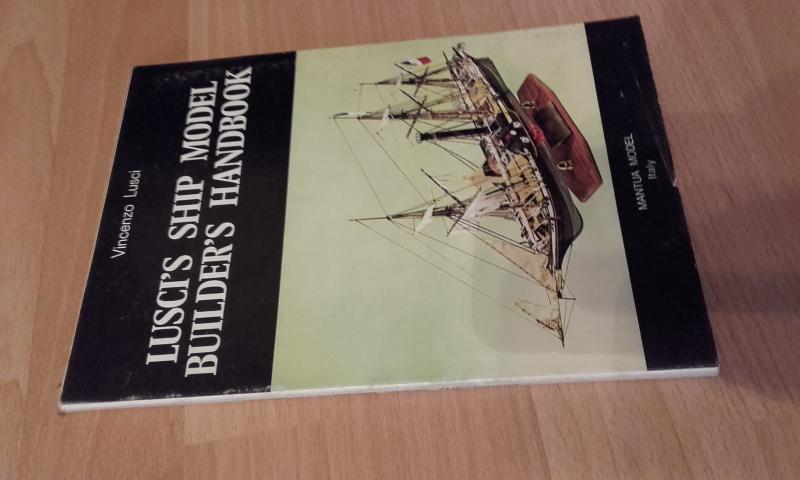 Vincenzo Lusci
LUSCI'S SHIP MODEL
BUILDER'S HANDBOOK
MANTUA MODEL
Italy